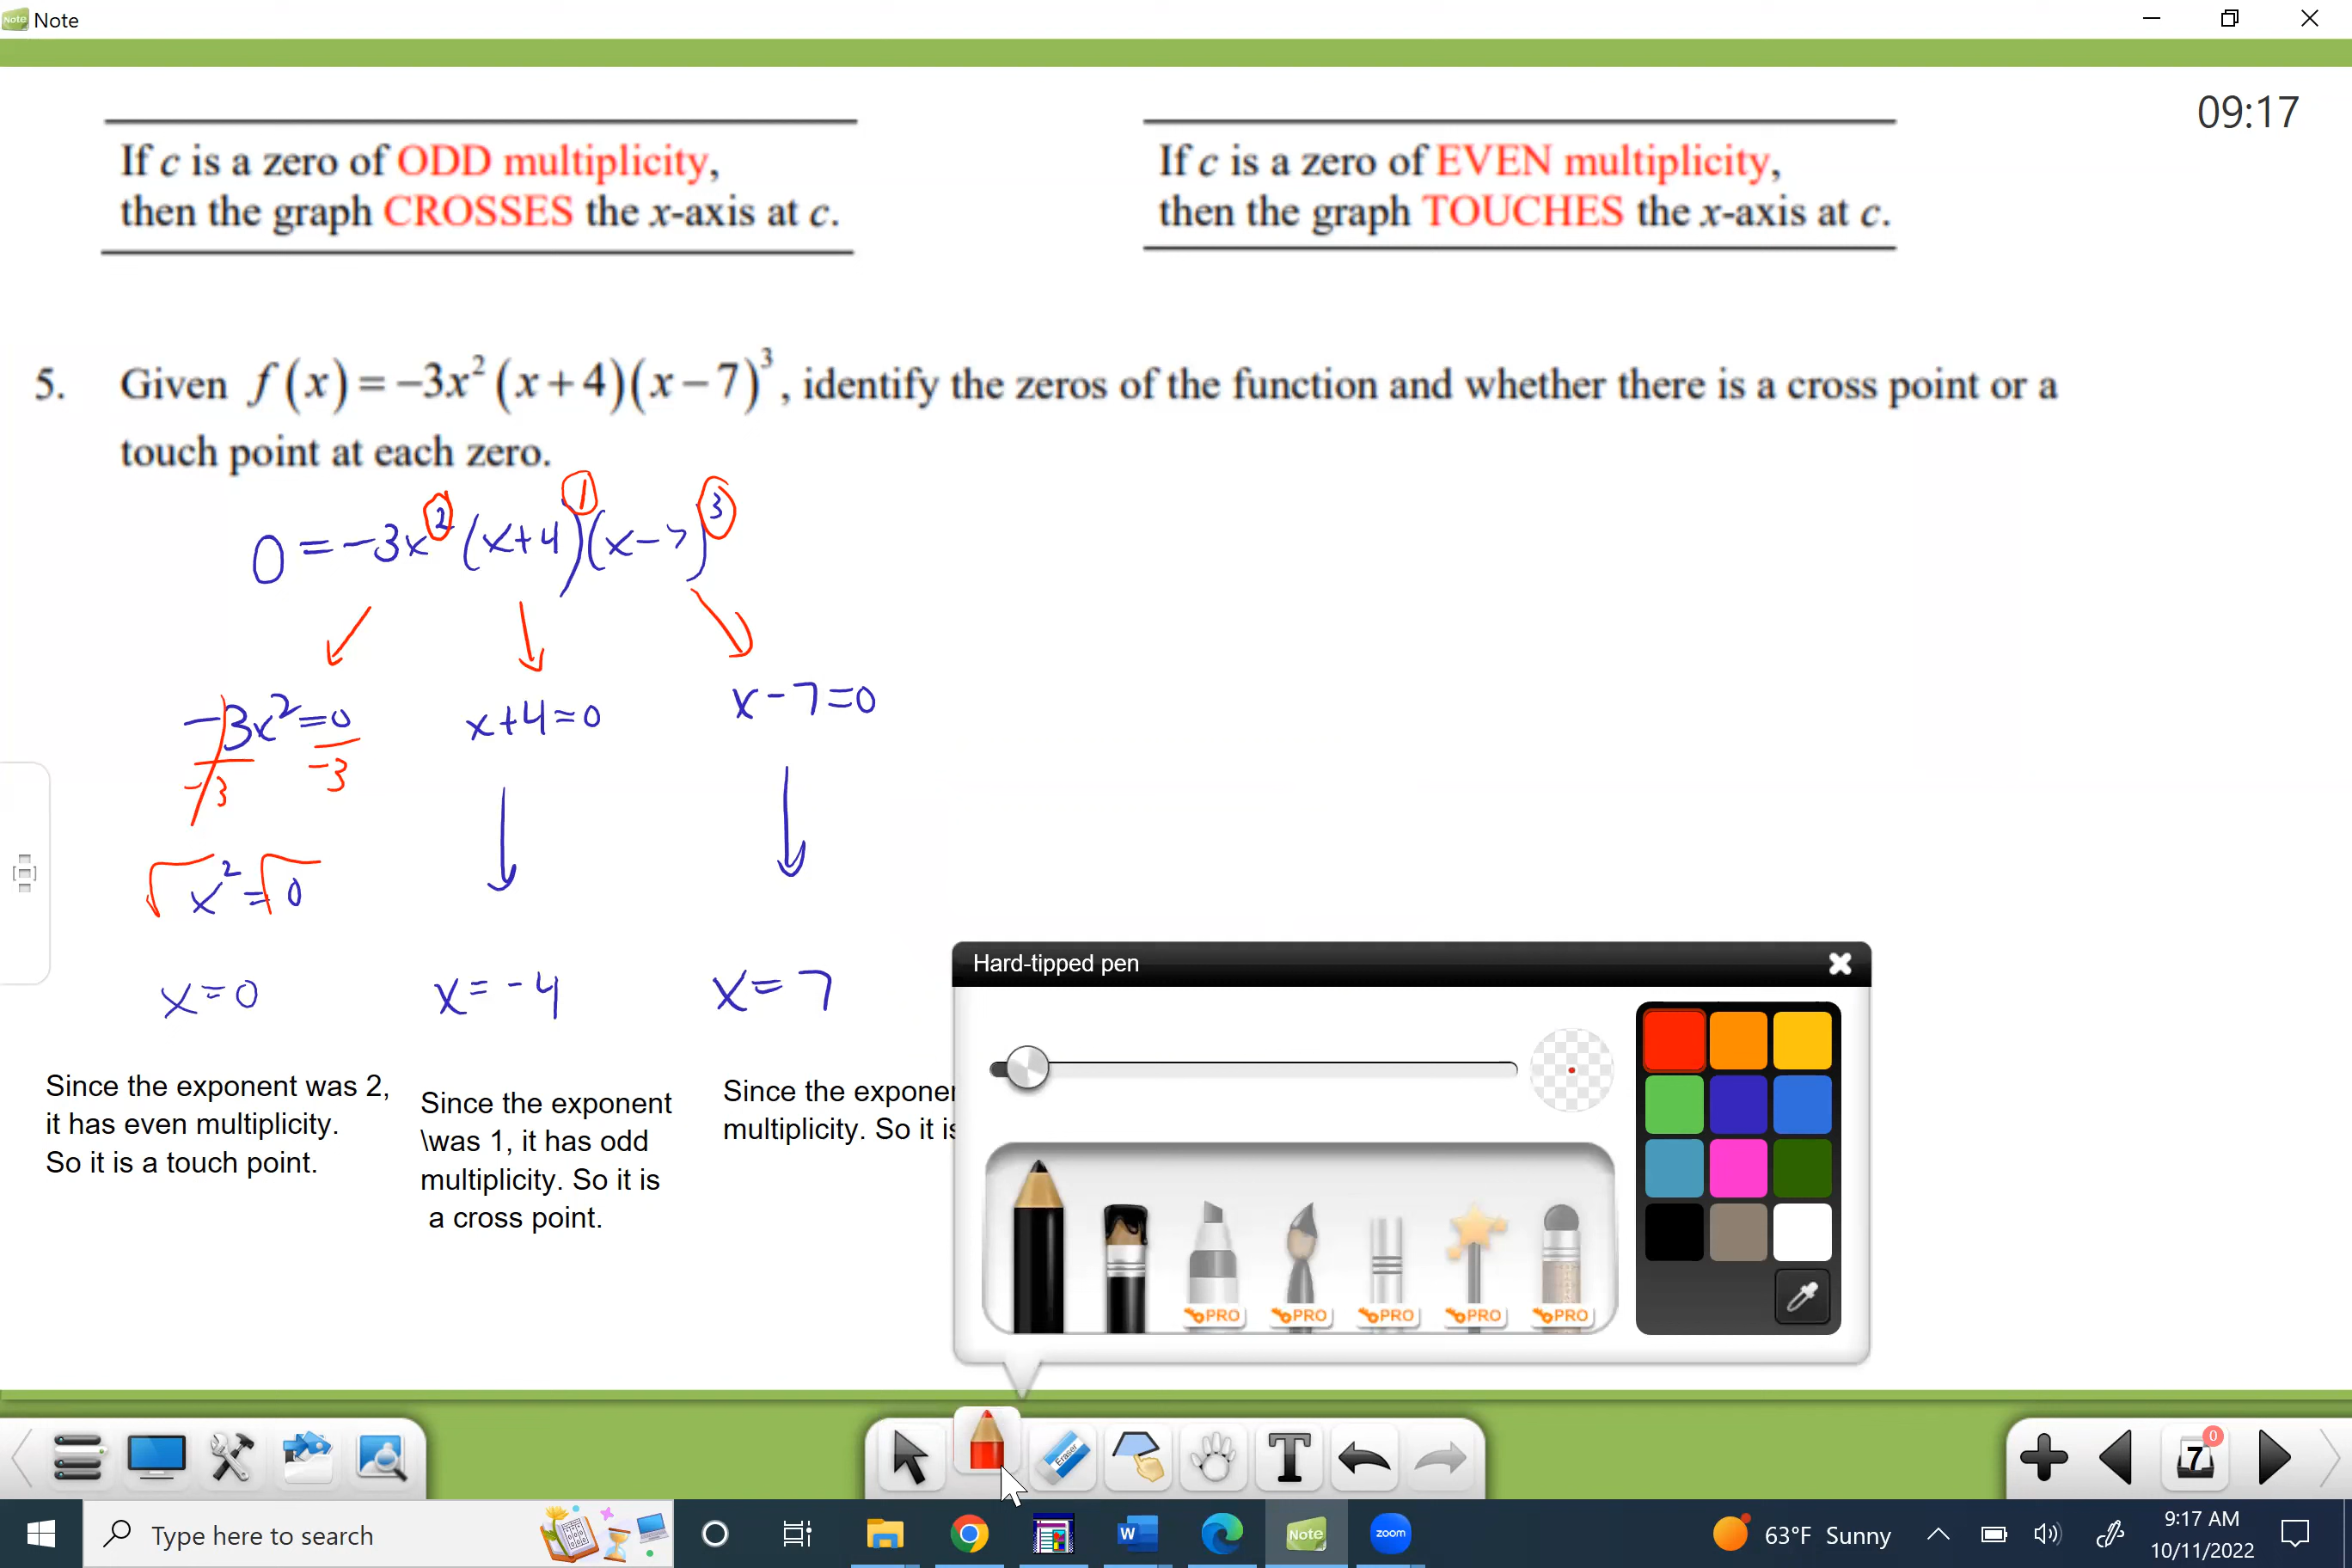 Note
09:17
If c is a zero of ODD multiplicity,
then the graph CROSSES the x-axis at c.
If c is a zero of EVEN multiplicity,
then the graph TOUCHES the x-axis at c.
5. Given f(x) = −3x²(x+4)(x−7)³, identify the zeros of the function and whether there is a cross point or a
touch point at each zero.
0 = −3x² (x+4)¹(x−7)³
−3x² = 0
−3 −3
x+4=0
x−7=0
√x² = √0
x=0
x=−4
x=7
Since the exponent was 2,
it has even multiplicity.
So it is a touch point.
Since the exponent
\was 1, it has odd
multiplicity. So it is
a cross point.
Since the expone
multiplicity. So it is
Hard-tipped pen
PRO PRO PRO PRO PRO
Eraser
T
7
0
Type here to search
W
Note
zoom
63°F Sunny
9:17 AM
10/11/2022